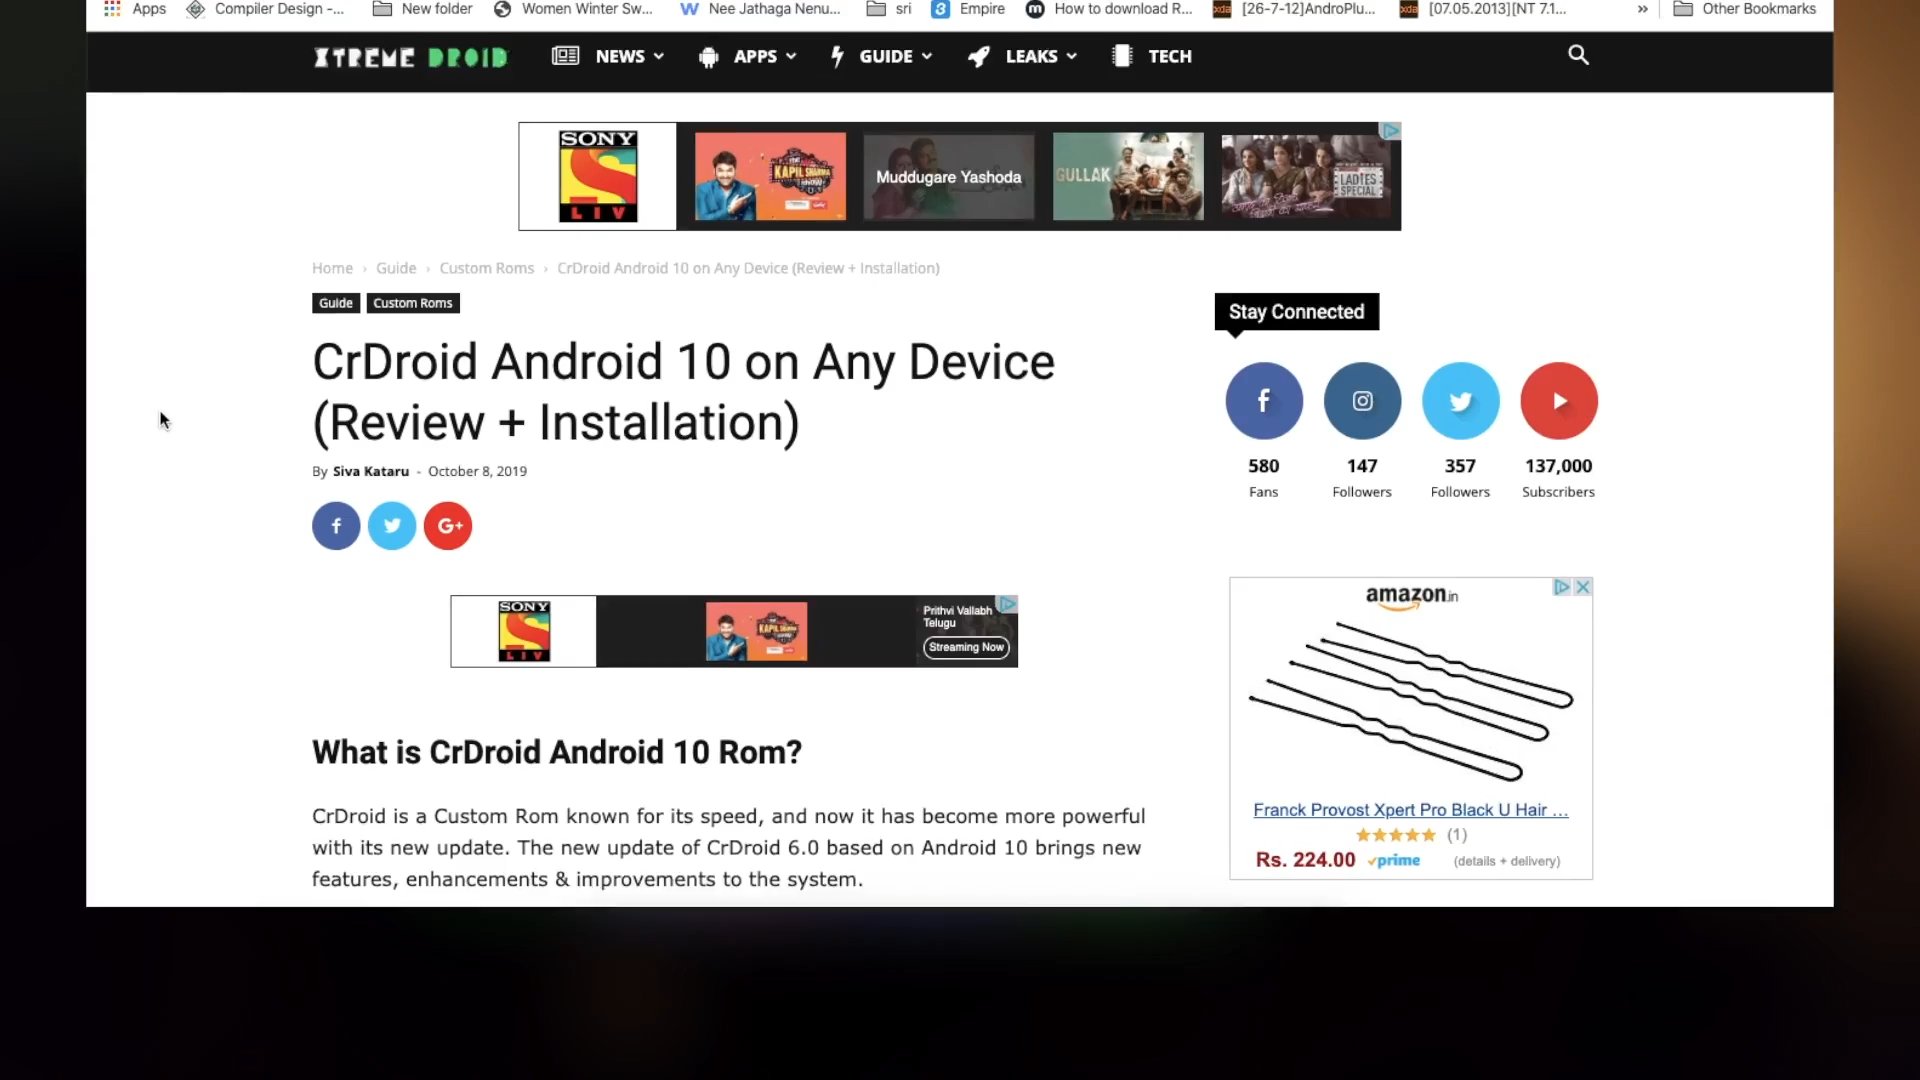 Apps Compiler Design -... New folder Women Winter Sw... Nee Jathaga Nenu... sri Empire How to download R... [26-7-12]AndroPlu... [07.05.2013][NT 7.1... » Other Bookmarks
XTREME DROID NEWS APPS GUIDE LEAKS TECH
SONY
LIV
THE
KAPIL SHARMA
SHOW
Muddugare Yashoda
GULLAK
LADIES
SPECIAL
Home › Guide › Custom Roms › CrDroid Android 10 on Any Device (Review + Installation)
Guide Custom Roms
CrDroid Android 10 on Any Device
(Review + Installation)
By Siva Kataru - October 8, 2019
f G+
SONY
LIV
KAPIL SHARMA
Prithvi Vallabh
Telugu
Streaming Now
What is CrDroid Android 10 Rom?
CrDroid is a Custom Rom known for its speed, and now it has become more powerful
with its new update. The new update of CrDroid 6.0 based on Android 10 brings new
features, enhancements & improvements to the system.
Stay Connected
f
580 147 357 137,000
Fans Followers Followers Subscribers
amazon.in
Franck Provost Xpert Pro Black U Hair ...
(1)
Rs. 224.00 prime (details + delivery)